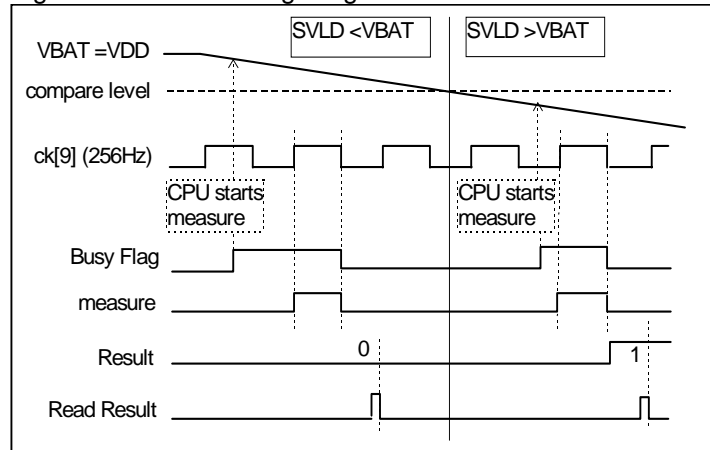 SVLD <VBAT
SVLD >VBAT
VBAT =VDD
compare level
ck[9] (256Hz)
CPU starts
measure
CPU starts
measure
Busy Flag
measure
Result
0
1
Read Result